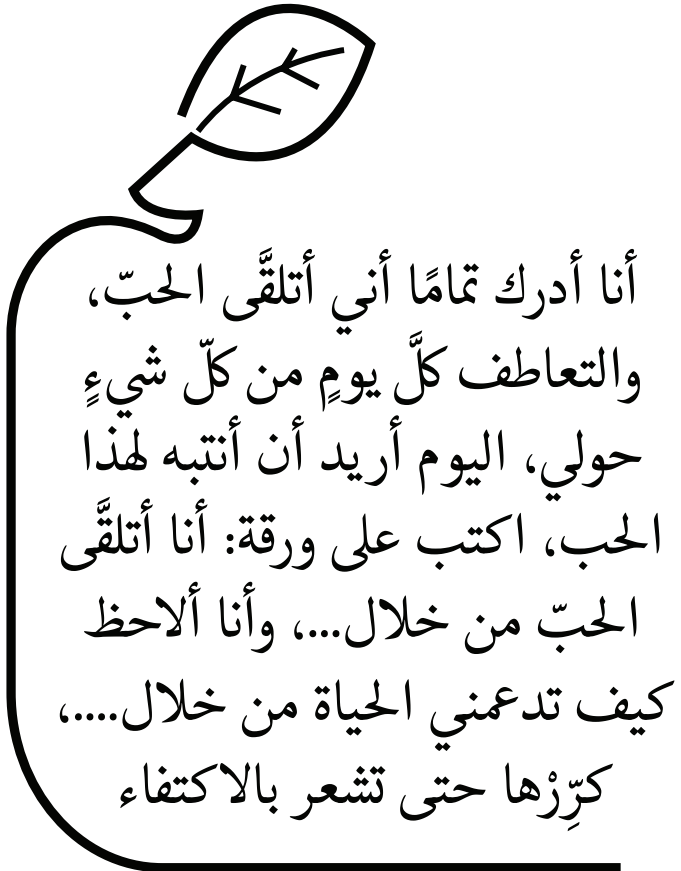 أنا أدرك تمامًا أني أتلقَّى الحبّ،
والتعاطف كلَّ يومٍ من كلّ شيءٍ
حولي، اليوم أريد أن أنتبه لهذا
الحب، اكتب على ورقة: أنا أتلقَّى
الحبّ من خلال...، وأنا ألاحظ
كيف تدعمني الحياة من خلال....،
كرِّرْها حتى تشعر بالاكتفاء